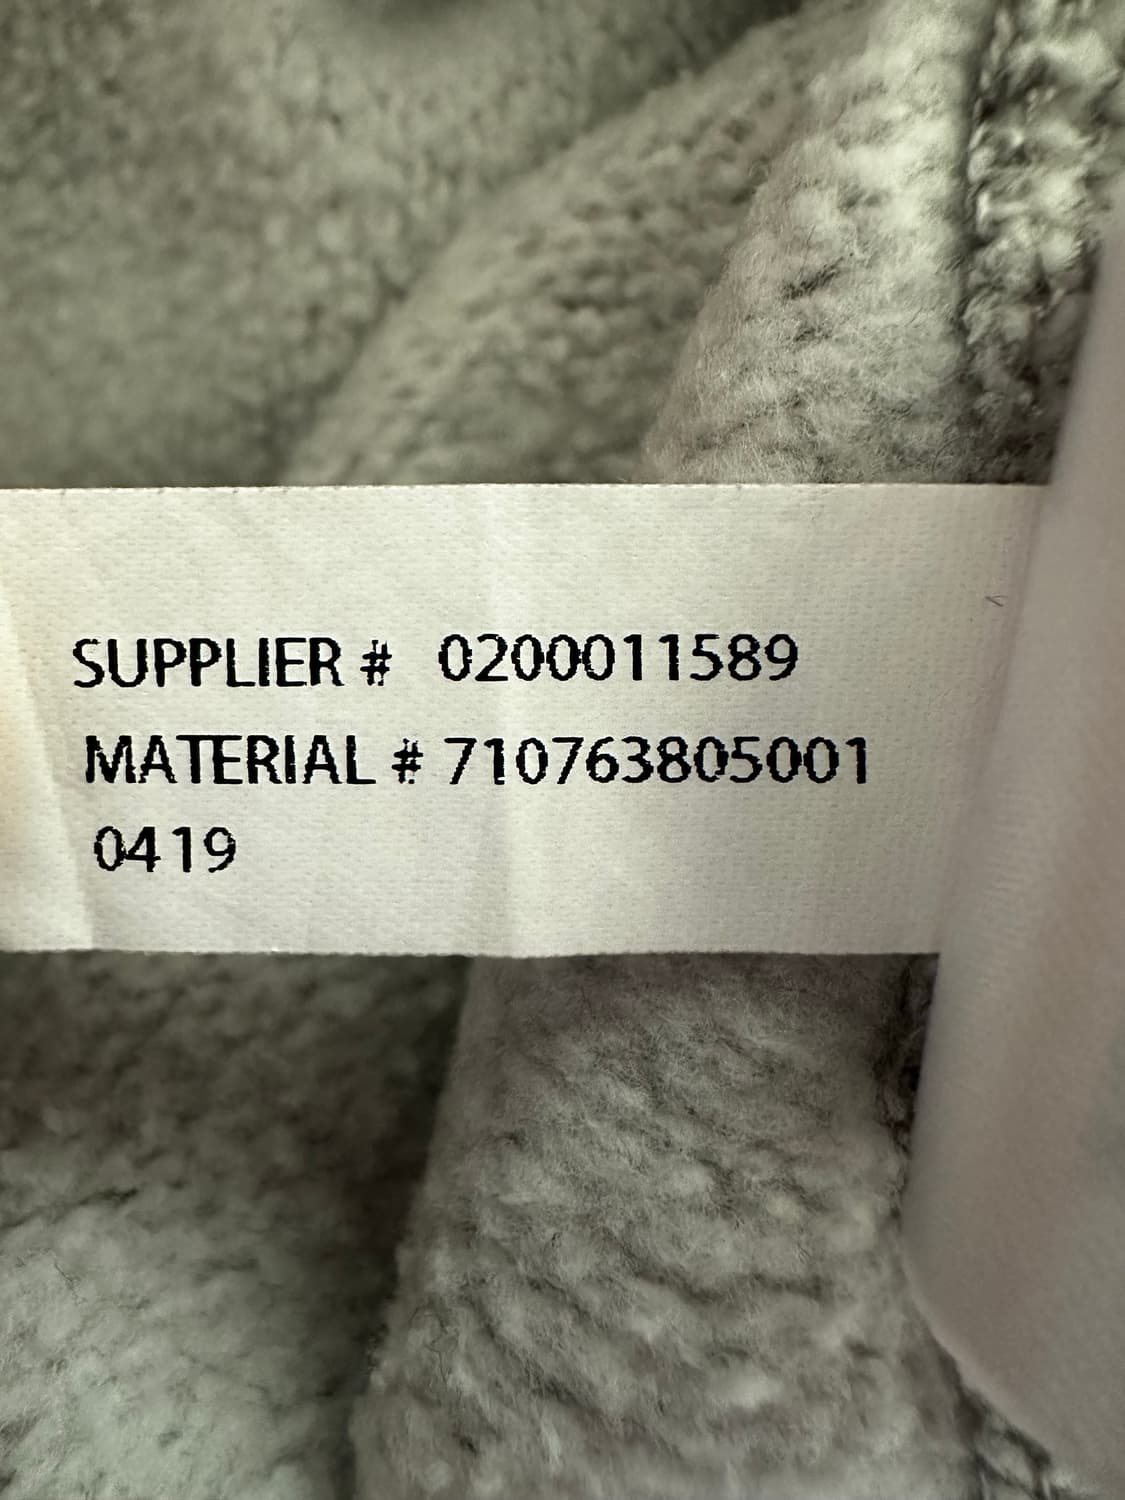 SUPPLIER # 0200011589
MATERIAL # 710763805001
0419